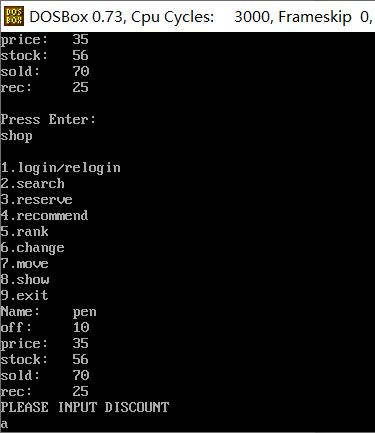 DOS BOX DOSBox 0.73, Cpu Cycles: 3000, Frameskip 0,
price: 35
stock: 56
sold: 70
rec: 25
Press Enter:
shop
1.login/relogin
2.search
3.reserve
4.recommend
5.rank
6.change
7.move
8.show
9.exit
Name: pen
off: 10
price: 35
stock: 56
sold: 70
rec: 25
PLEASE INPUT DISCOUNT
a